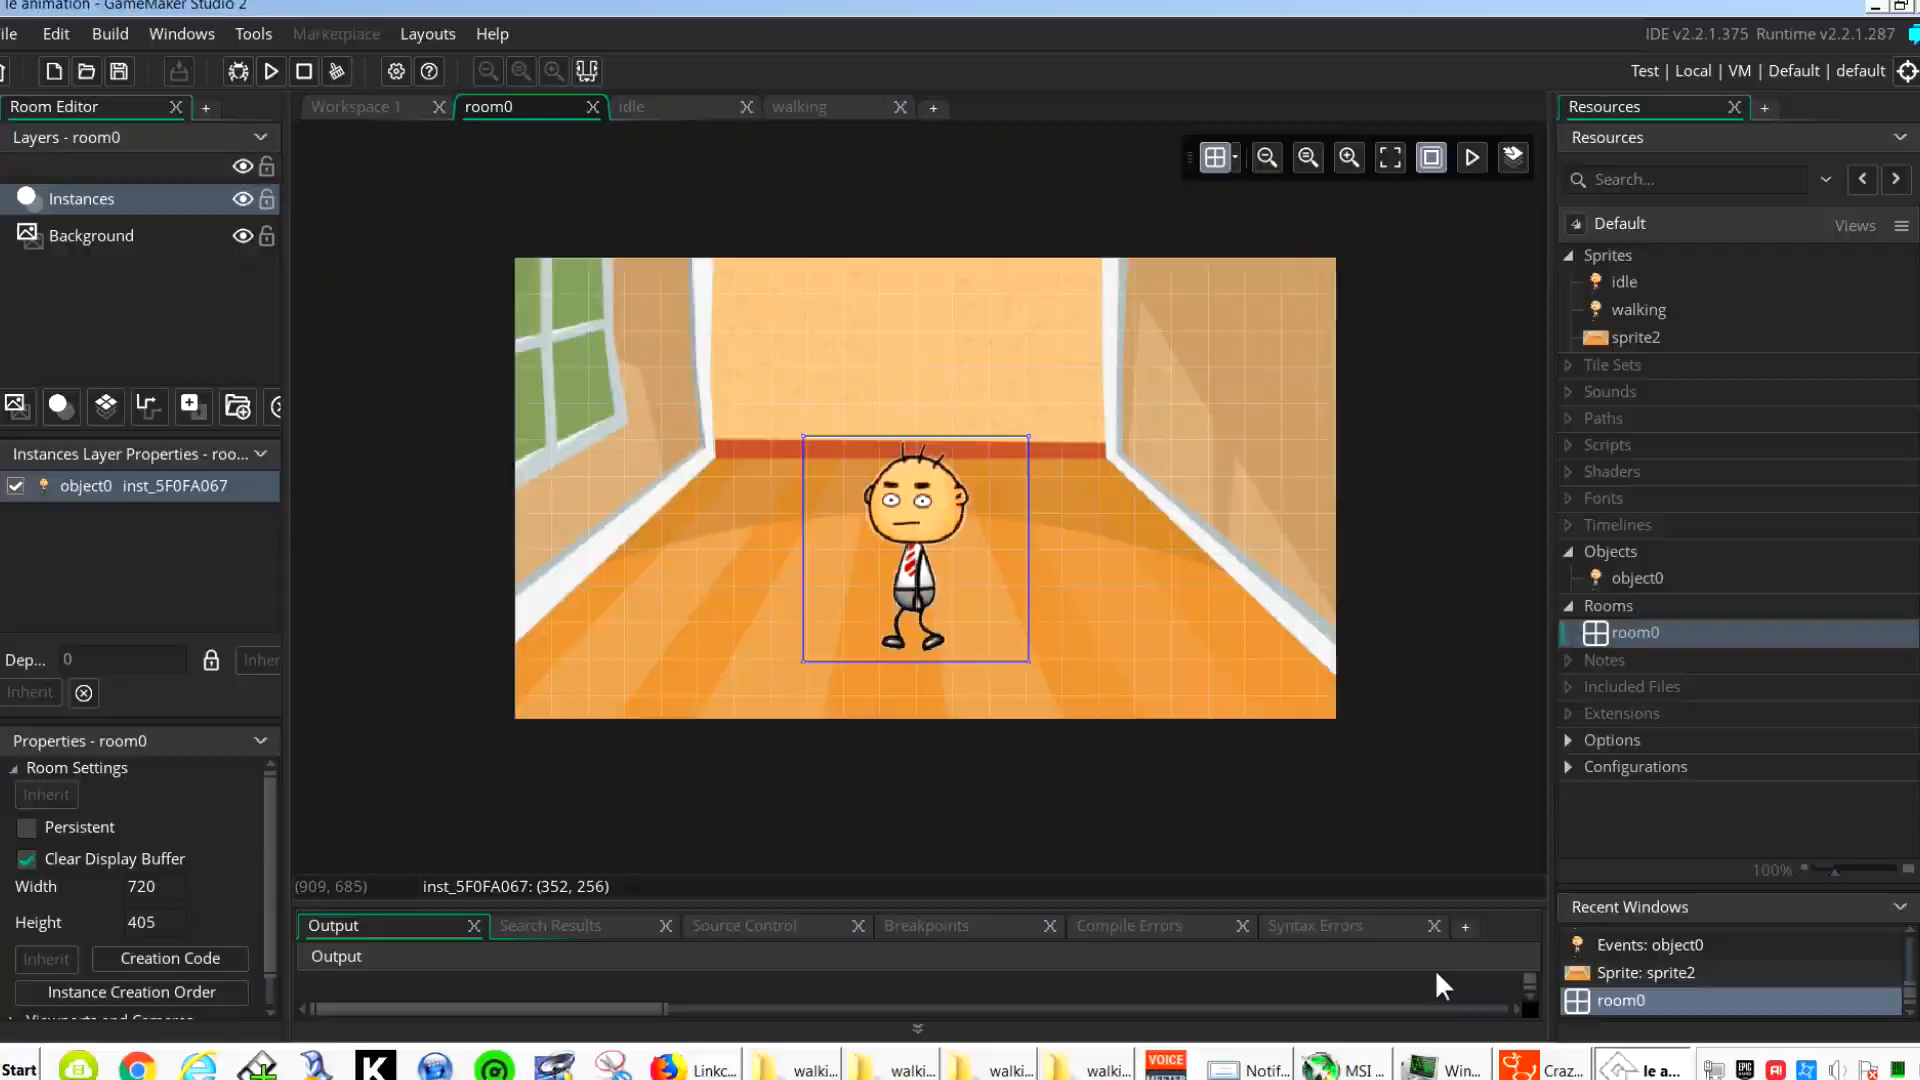 le animation - GameMaker Studio 2
ile Edit Build Windows Tools Marketplace Layouts Help
IDE v2.2.1.375 Runtime v2.2.1.287
Test | Local | VM | Default | default
Room Editor
Workspace 1
room0
idle
walking
Resources
Layers - room0
Resources
Instances
Search...
Background
Default
Views
Sprites
idle
walking
sprite2
Tile Sets
Sounds
Paths
Scripts
Shaders
Fonts
Timelines
Objects
object0
Rooms
room0
Notes
Included Files
Extensions
Options
Configurations
Instances Layer Properties - roo...
object0 inst_5F0FA067
Dep... 0
Inher
Inherit
Properties - room0
Room Settings
Inherit
Persistent
Clear Display Buffer
Width 720
Height 405
Inherit
Creation Code
Instance Creation Order
Viewports and Cameras
(909, 685) inst_5F0FA067: (352, 256)
100%
Output
Search Results
Source Control
Breakpoints
Compile Errors
Syntax Errors
Output
Recent Windows
Events: object0
Sprite: sprite2
room0
Start
K
Linkc...
walki...
walki...
walki...
walki...
VOICE
MEETER
Notif...
MSI ...
Win...
Craz...
le a...